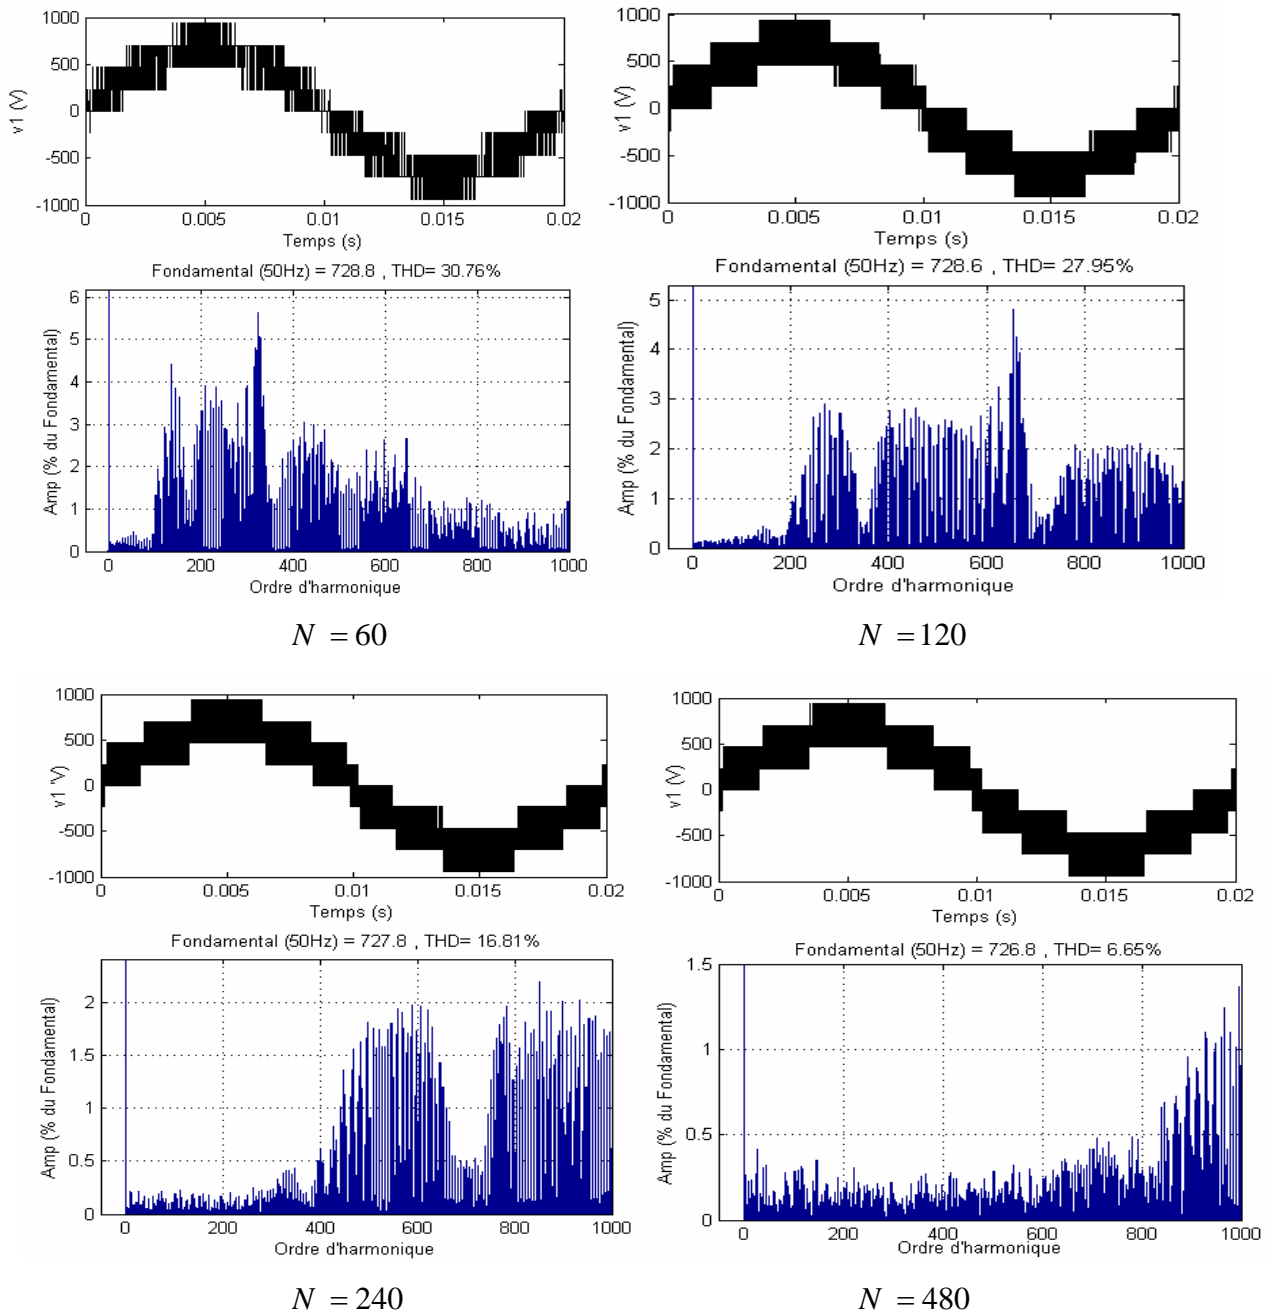 1000
500
0
-500
-1000
v1 (V)
0 0.005 0.01 0.015 0.02
Temps (s)
Fondamental (50Hz) = 728.8 , THD= 30.76%
6
5
4
3
2
1
0
Amp (% du Fondamental)
0 200 400 600 800 1000
Ordre d'harmonique
N = 60
1000
500
0
-500
-1000
v1 (V)
0 0.005 0.01 0.015 0.02
Temps (s)
Fondamental (50Hz) = 728.6 , THD= 27.95%
5
4
3
2
1
0
Amp (% du Fondamental)
0 200 400 600 800 1000
Ordre d'harmonique
N = 120
1000
500
0
-500
-1000
v1 'V)
0 0.005 0.01 0.015 0.02
Temps (s)
Fondamental (50Hz) = 727.8 , THD= 16.81%
2
1.5
1
0.5
0
Amp (% du Fondamental)
0 200 400 600 800 1000
Ordre d'harmonique
N = 240
1000
500
0
-500
-1000
v1 (V)
0 0.005 0.01 0.015 0.02
Temps (s)
Fondamental (50Hz) = 726.8 , THD= 6.65%
1.5
1
0.5
0
Amp (% du Fondamental)
0 200 400 600 800 1000
Ordre d'harmonique
N = 480